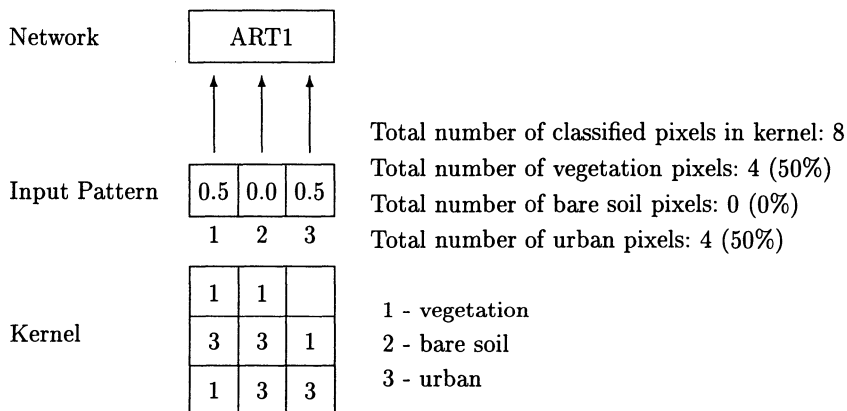 Network
ART1
Total number of classified pixels in kernel: 8
Total number of vegetation pixels: 4 (50%)
Input Pattern
0.5 0.0 0.5
Total number of bare soil pixels: 0 (0%)
1 2 3
Total number of urban pixels: 4 (50%)
1 1
1 - vegetation
Kernel
3 3 1
2 - bare soil
1 3 3
3 - urban